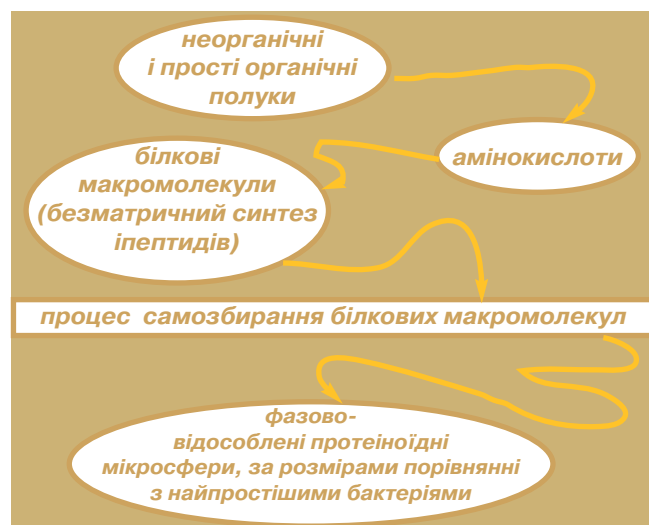 неорганічні
і прості органічні
полуки
амінокислоти
білкові
макромолекули
(безматричний синтез
іпептидів)
процес самозбирання білкових макромолекул
фазово-
відособлені протеіноїдні
мікросфери, за розмірами порівнянні
з найпростішими бактеріями